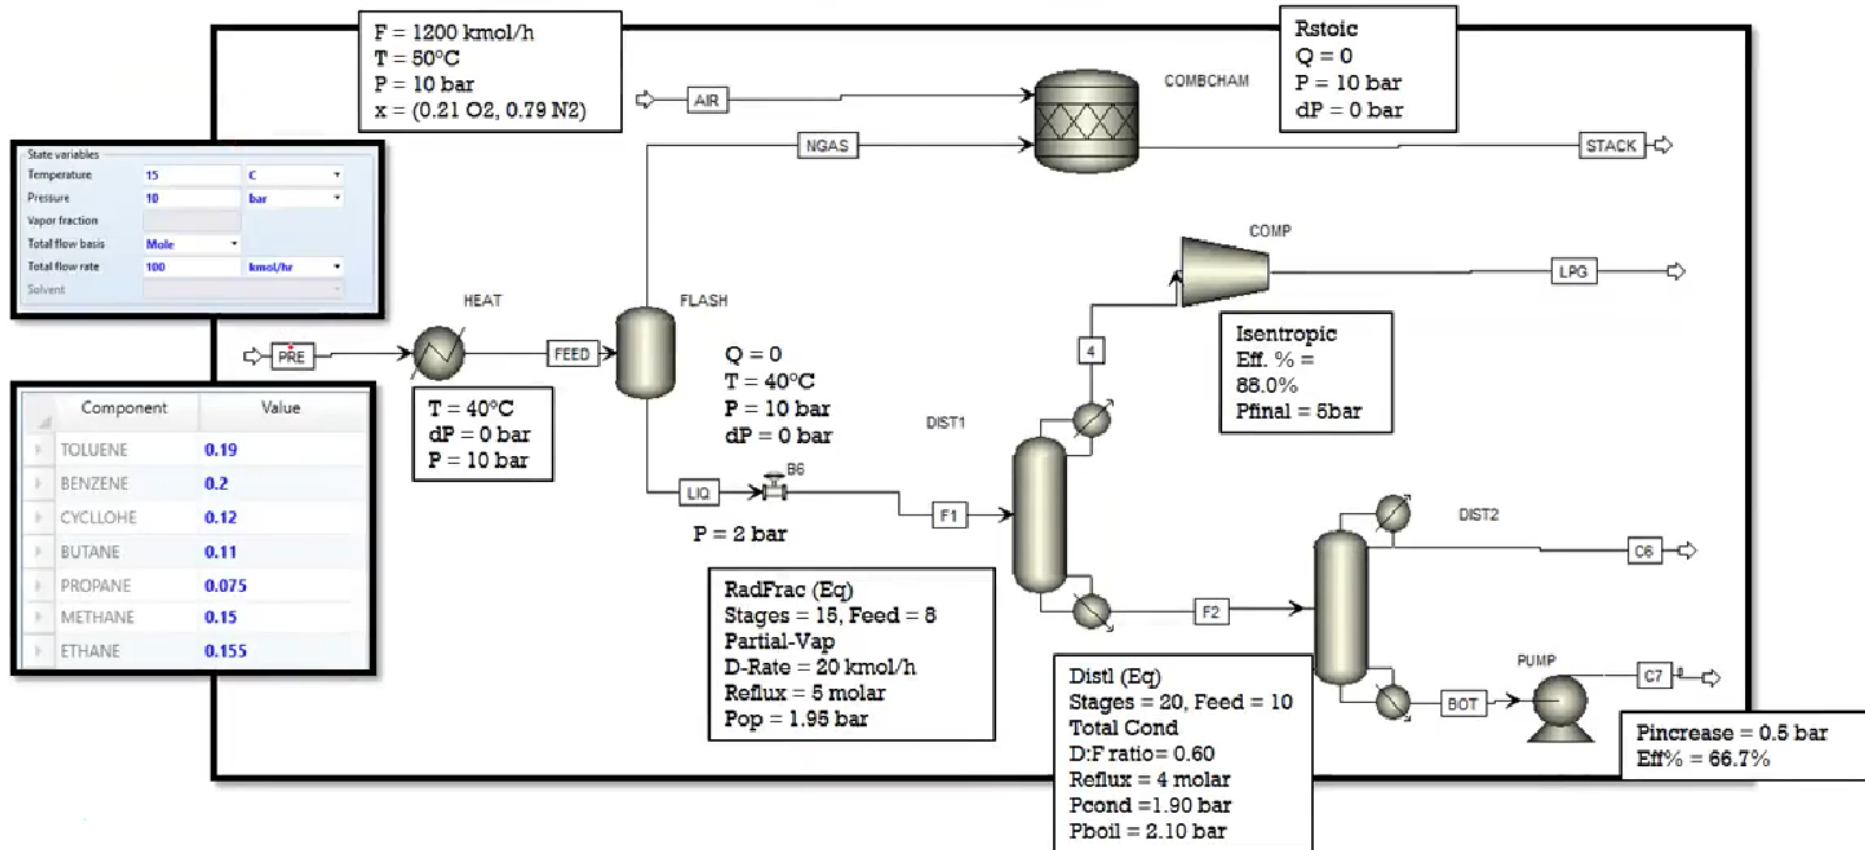 F = 1200 kmol/h
T = 50°C
P = 10 bar
x = (0.21 O2, 0.79 N2)
Rstoic
Q = 0
P = 10 bar
dP = 0 bar
AIR
COMBCHAM
NGAS
STACK
State variables
Temperature 15 C
Pressure 10 bar
Vapor fraction
Total flow basis Mole
Total flow rate 100 kmol/hr
Solvent
COMP
LPG
HEAT
FLASH
PRE
FEED
4
Isentropic
Eff. % =
88.0%
Pfinal = 5bar
Q = 0
T = 40°C
P = 10 bar
dP = 0 bar
T = 40°C
dP = 0 bar
P = 10 bar
Component Value
TOLUENE 0.19
BENZENE 0.2
CYCLLOHE 0.12
BUTANE 0.11
PROPANE 0.075
METHANE 0.15
ETHANE 0.155
DIST1
LIQ
B6
F1
P = 2 bar
DIST2
C6
RadFrac (Eq)
Stages = 15, Feed = 8
Partial-Vap
D-Rate = 20 kmol/h
Reflux = 5 molar
Pop = 1.95 bar
F2
PUMP
C7
BOT
Distl (Eq)
Stages = 20, Feed = 10
Total Cond
D:F ratio= 0.60
Reflux = 4 molar
Pcond =1.90 bar
Pboil = 2.10 bar
Pincrease = 0.5 bar
Eff% = 66.7%